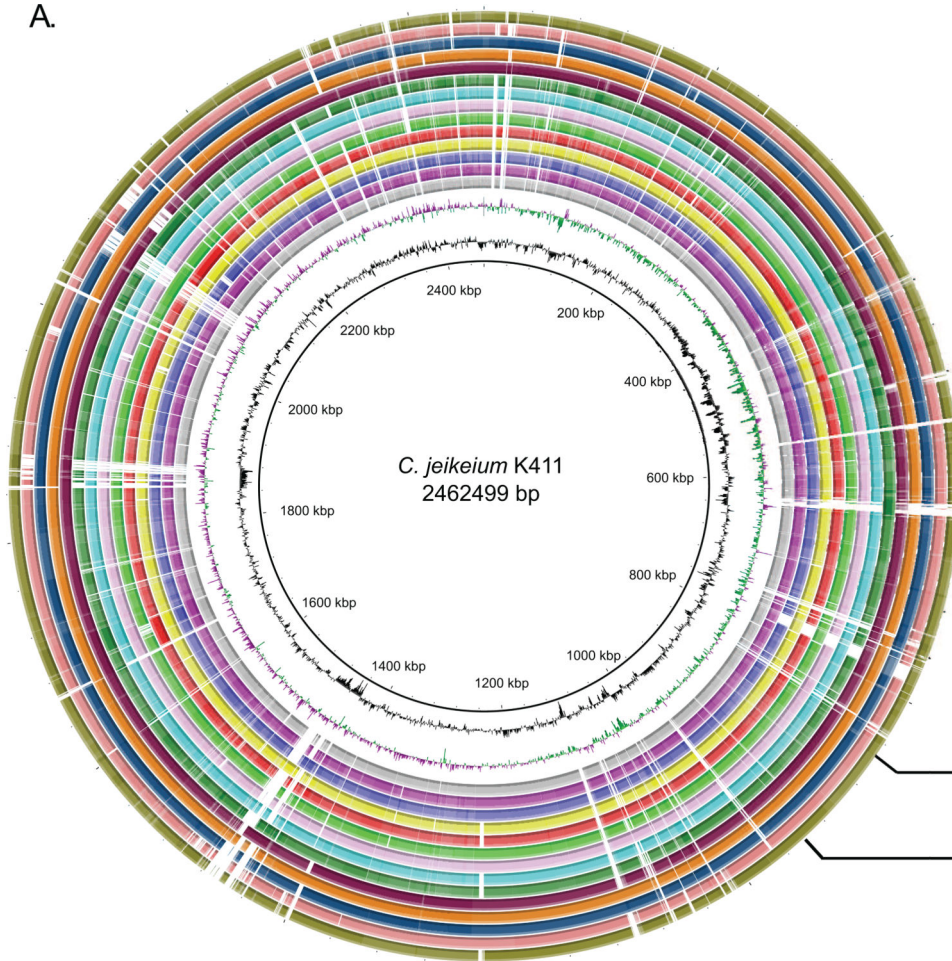 A.
2400 kbp
200 kbp
2200 kbp
400 kbp
2000 kbp
C. jeikeium K411
600 kbp
2462499 bp
1800 kbp
800 kbp
1600 kbp
1000 kbp
1400 kbp
1200 kbp